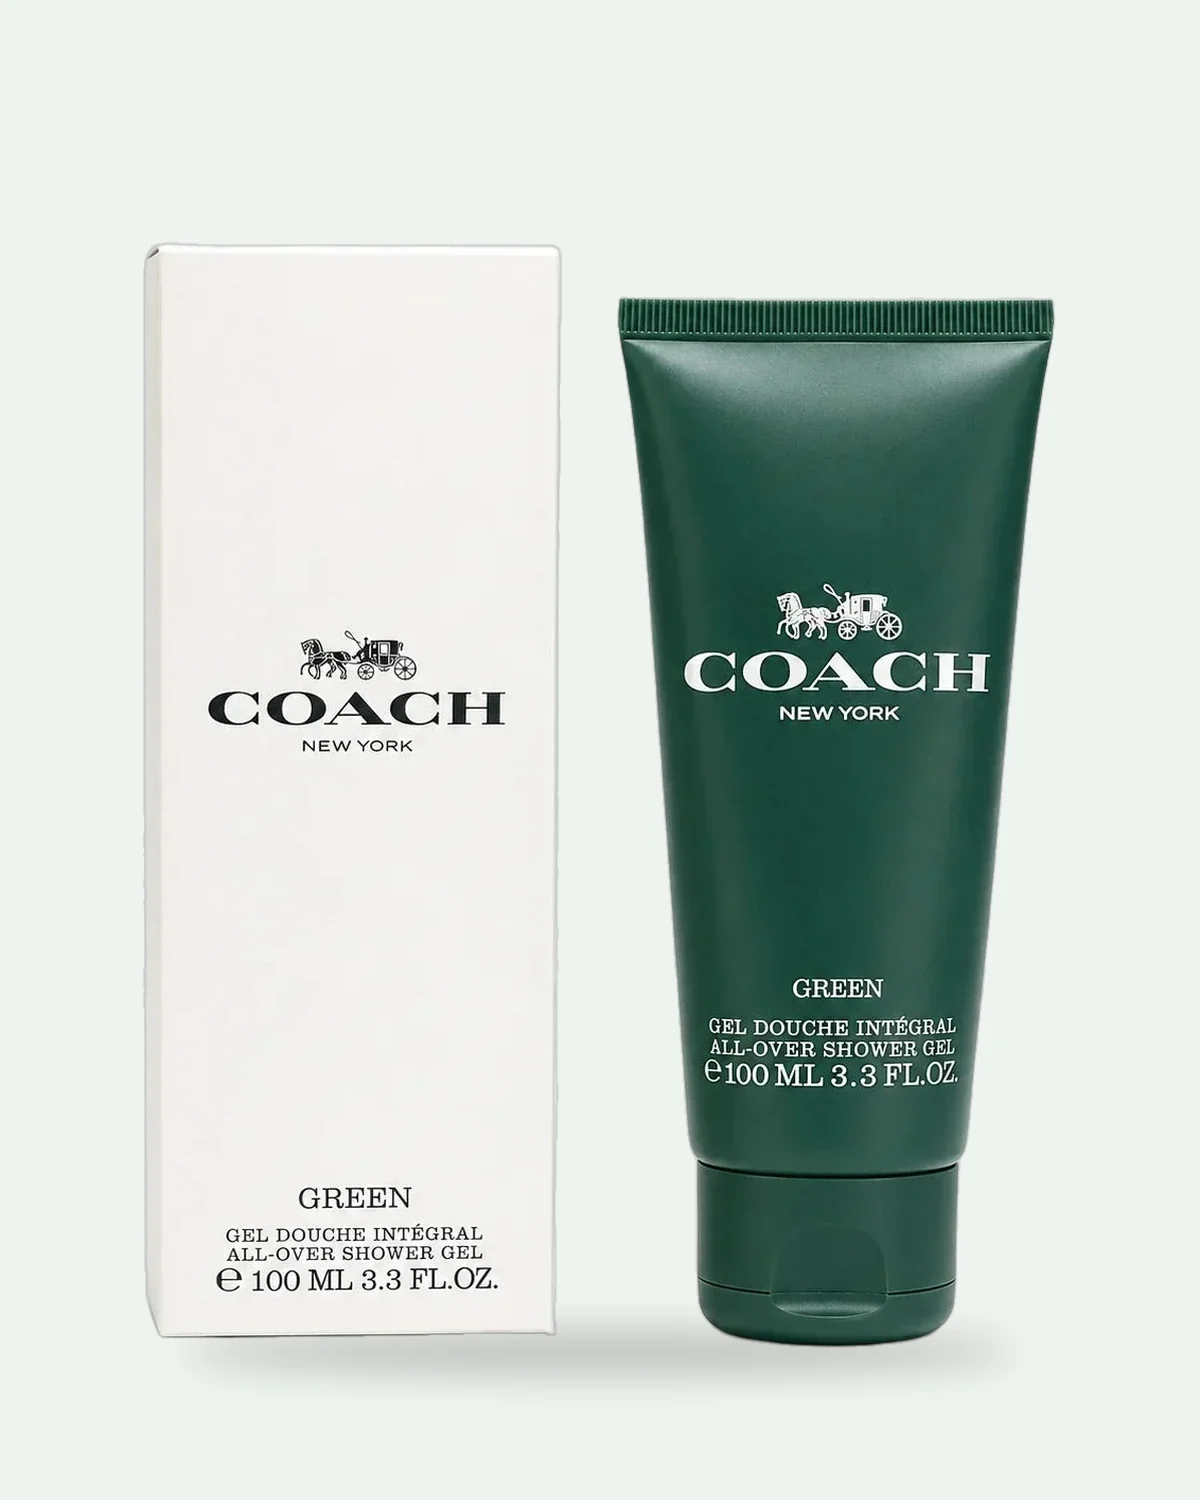 COACH
NEW YORK
GREEN
GEL DOUCHE INTÉGRAL
ALL-OVER SHOWER GEL
e 100 ML 3.3 FL.OZ.
COACH
NEW YORK
GREEN
GEL DOUCHE INTÉGRAL
ALL-OVER SHOWER GEL
e 100 ML 3.3 FL.OZ.